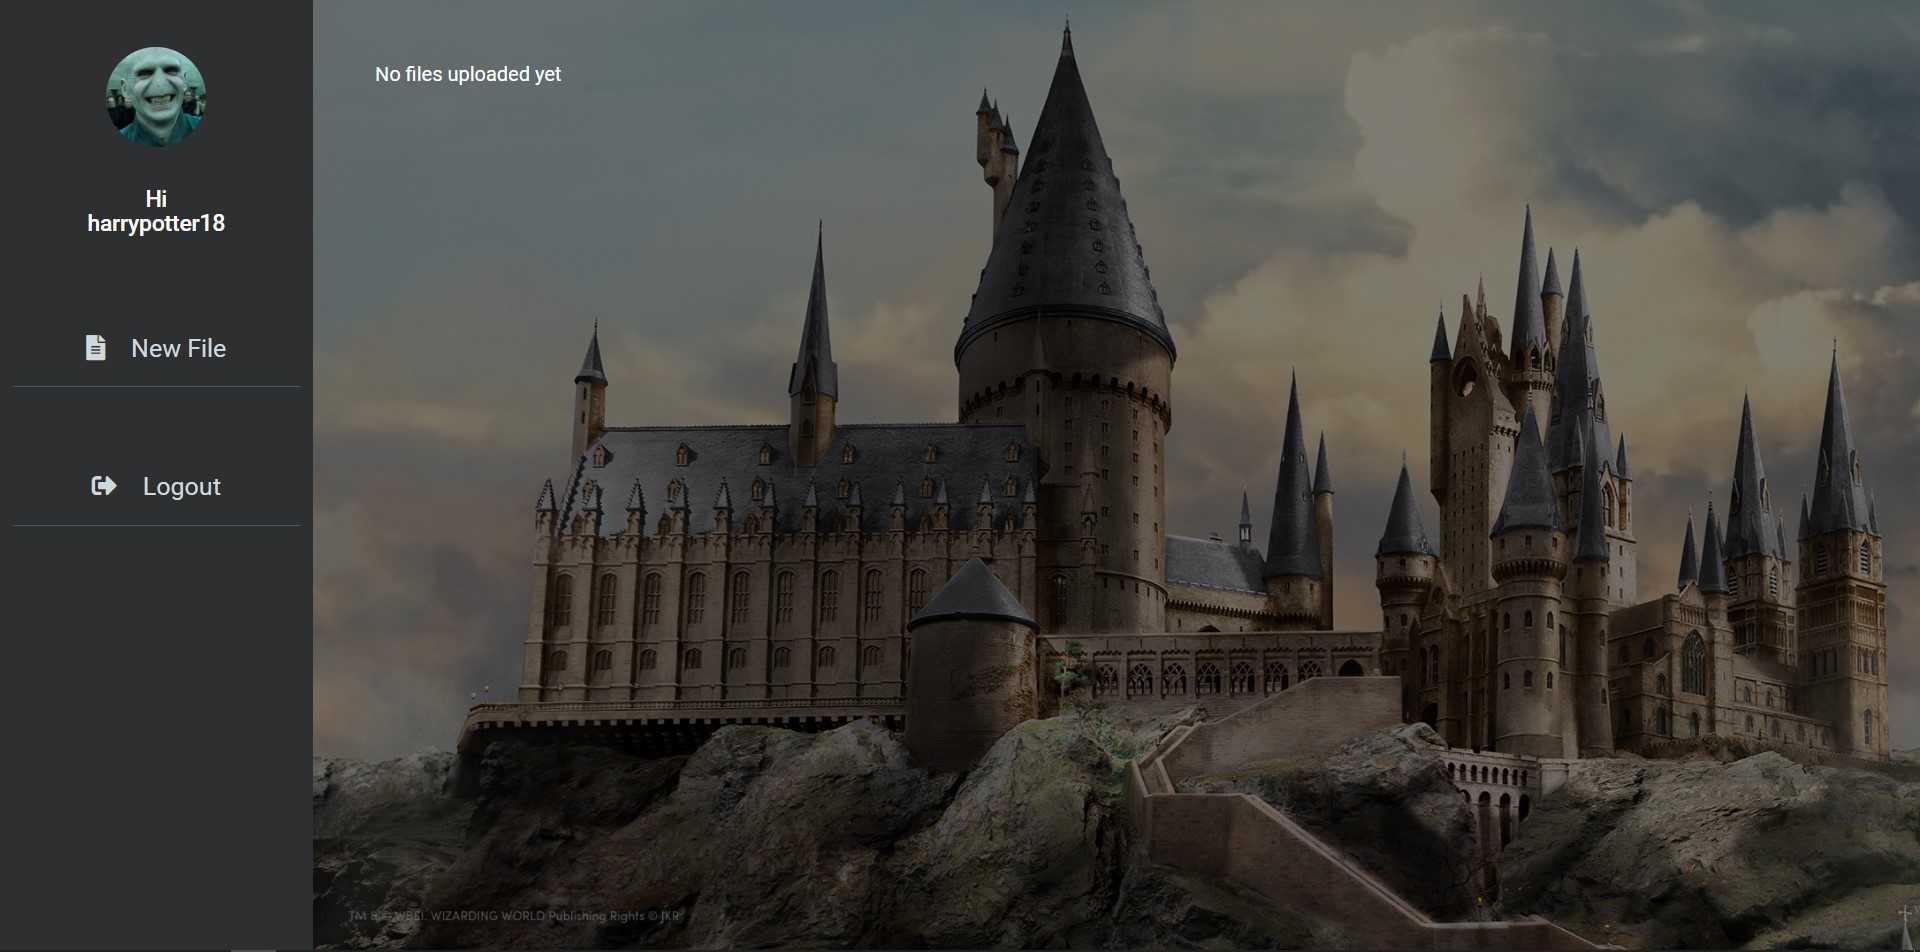 Hi
harrypotter18
New File
Logout
No files uploaded yet
TM & © WBEI. WIZARDING WORLD Publishing Rights © JKR